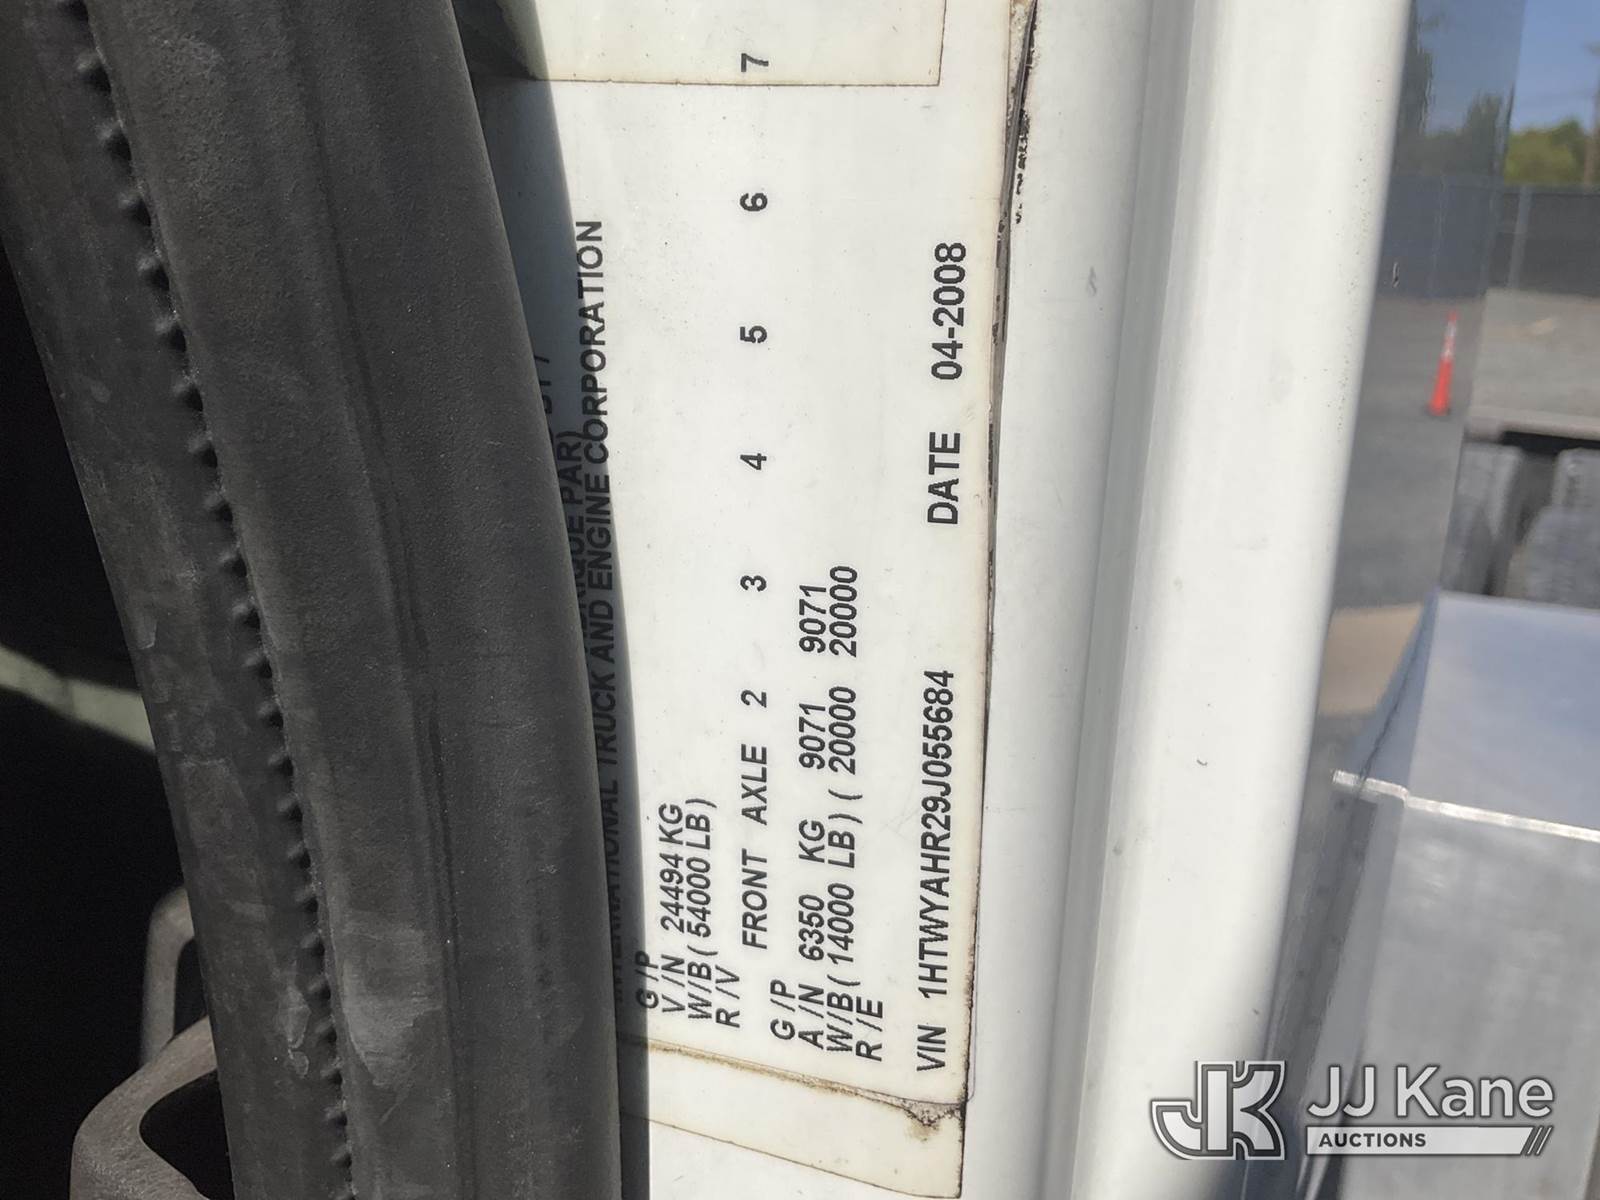 PAR)
INTERNATIONAL TRUCK AND ENGINE CORPORATION
G/P
V/N 24494 KG
W/B ( 54000 LB )
R/V
FRONT AXLE 2 3 4 5 6 7
G/P
A/N 6350 KG 9071 9071
W/B ( 14000 LB ) ( 20000 20000
R/E
VIN 1HTWYAHR29J055684 DATE 04-2008
JJ Kane
AUCTIONS